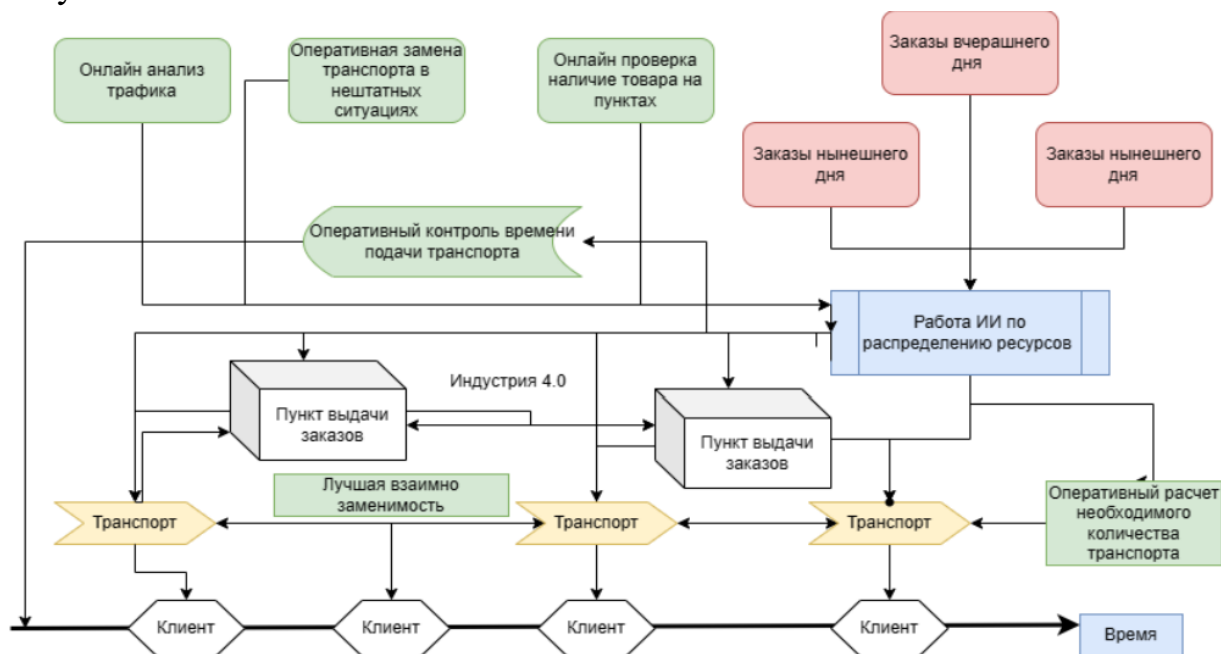 Онлайн анализ
трафика
Оперативная замена
транспорта в
нештатных
ситуациях
Онлайн проверка
наличие товара на
пунктах
Заказы вчерашнего
дня
Заказы нынешнего
дня
Заказы нынешнего
дня
Оперативный контроль времени
подачи транспорта
Работа ИИ по
распределению ресурсов
Индустрия 4.0
Пункт выдачи
заказов
Пункт выдачи
заказов
Лучшая взаимно
заменимость
Транспорт
Транспорт
Транспорт
Оперативный расчет
необходимого
количества
транспорта
Клиент
Клиент
Клиент
Клиент
Время